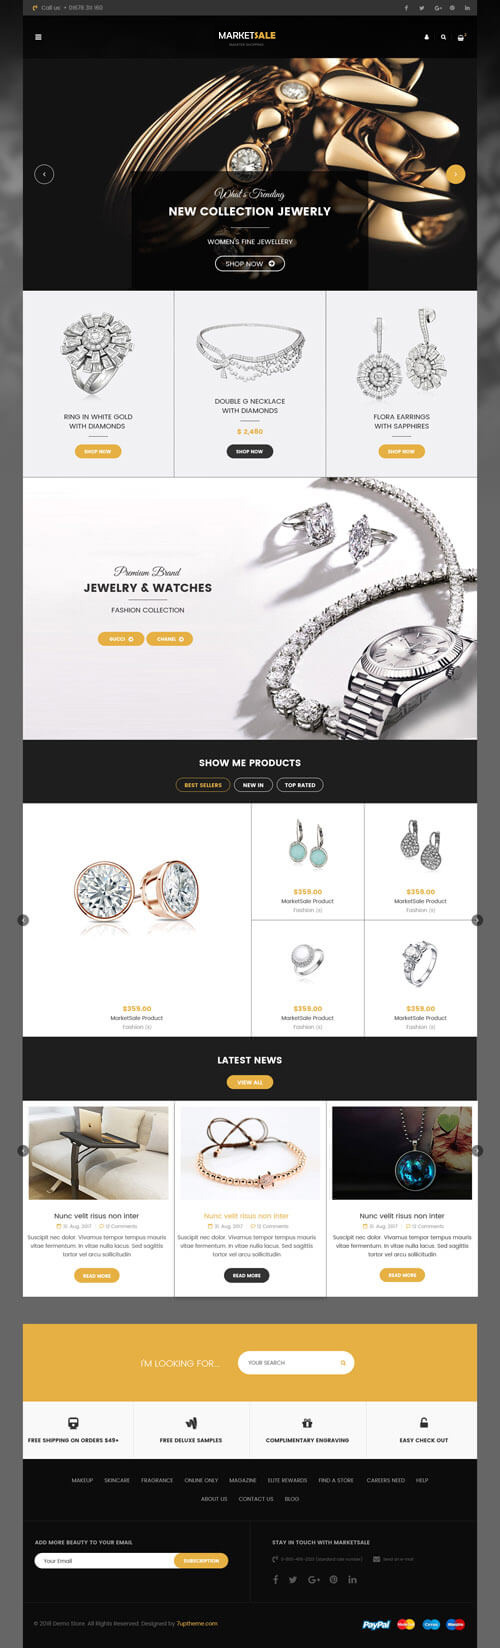 Call us: + 01678 311 160
MARKETSALE
SMARTER SHOPPING
What's Trending
NEW COLLECTION JEWERLY
WOMEN'S FINE JEWELLERY
SHOP NOW
RING IN WHITE GOLD
WITH DIAMONDS
SHOP NOW
DOUBLE G NECKLACE
WITH DIAMONDS
$ 2,460
SHOP NOW
FLORA EARRINGS
WITH SAPPHIRES
SHOP NOW
Premium Brand
JEWELRY & WATCHES
FASHION COLLECTION
GUCCI
CHANEL
SHOW ME PRODUCTS
BEST SELLERS
NEW IN
TOP RATED
$359.00
MarketSale Product
Fashion
$359.00
MarketSale Product
Fashion
$359.00
MarketSale Product
Fashion
$359.00
MarketSale Product
Fashion
$359.00
MarketSale Product
Fashion
LATEST NEWS
VIEW ALL
Nunc velit risus non inter
31 Aug, 2017 12 Comments
Suscipit nec dolor. Vivamus tempor tempus mauris
vitae fermentum. In vitae nulla lacus. Sed sagittis
tortor vel arcu sollicitudin
READ MORE
Nunc velit risus non inter
31 Aug, 2017 12 Comments
Suscipit nec dolor. Vivamus tempor tempus mauris
vitae fermentum. In vitae nulla lacus. Sed sagittis
tortor vel arcu sollicitudin
READ MORE
Nunc velit risus non inter
31 Aug, 2017 12 Comments
Suscipit nec dolor. Vivamus tempor tempus mauris
vitae fermentum. In vitae nulla lacus. Sed sagittis
tortor vel arcu sollicitudin
READ MORE
I'M LOOKING FOR...
YOUR SEARCH
FREE SHIPPING ON ORDERS $49+
FREE DELUXE SAMPLES
COMPLIMENTARY ENGRAVING
EASY CHECK OUT
MAKEUP SKINCARE FRAGRANCE ONLINE ONLY MAGAZINE ELITE REWARDS FIND A STORE CAREERS NEED HELP
ABOUT US CONTACT US BLOG
ADD MORE BEAUTY TO YOUR EMAIL
Your Email
SUBSCRIPTION
STAY IN TOUCH WITH MARKETSALE
(standard rate number)
Send an e-mail
© 2018 Demo Store. All Rights Reserved. Designed by 7uptheme.com
PayPal
Cirrus
Maestro